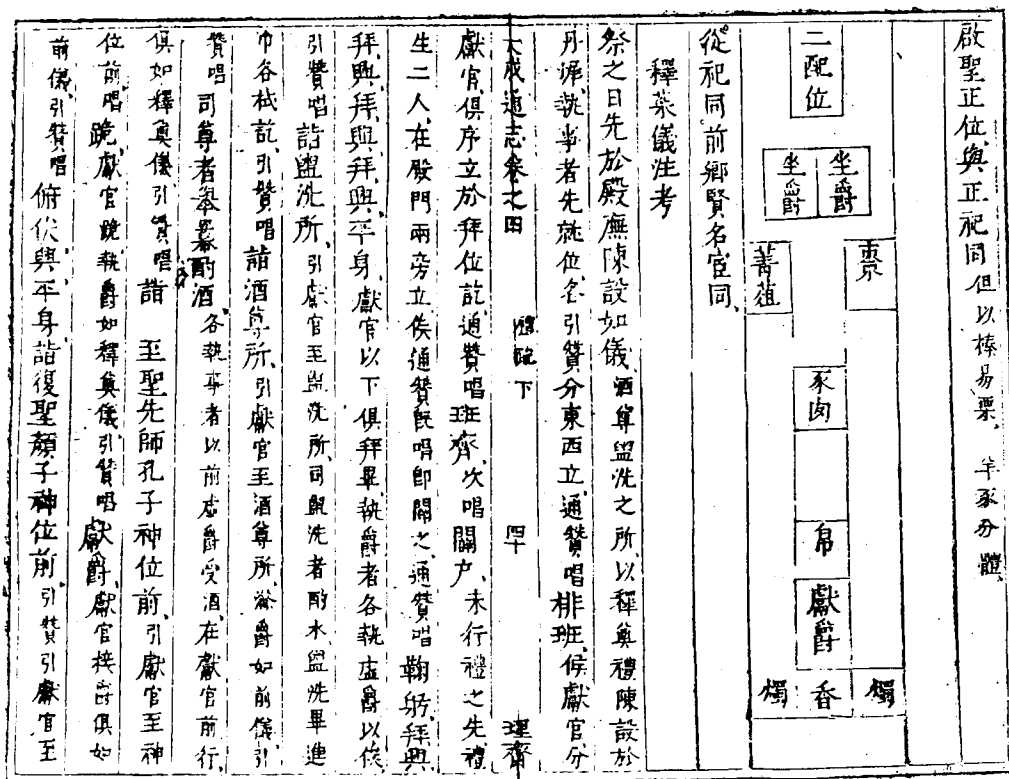 啟聖正位與正祀同但以榛易栗羊豕分體
二配位
坐爵
坐爵
栗
菁葅
豕肉
帛
獻爵
燭
香
燭
從祀同前鄉賢名宦同
釋菜儀注考
祭之日先於殿廡陳設如儀酒尊盥洗之所以釋奠禮陳設於
丹墀執事者先就位各引贊分東西立通贊唱排班候獻官分
大成通志卷之四 下 四十 理齋
獻官俱序立於拜位訖通贊唱班齊次唱闢户未行禮之先禮
生二人在殿門兩旁立俟通贊既唱即闢之通贊唱鞠躬拜興
拜興拜興拜興平身獻官以下俱拜畢執爵者各執虛爵以俟
引贊唱詣盥洗所引獻官至盥洗所司盥洗者酌水盥洗畢進
巾各拭訖引贊唱詣酒尊所引獻官至酒尊所滌爵如前儀引
贊唱司尊者舉冪酌酒各執事者以前虛爵受酒在獻官前行
俱如釋奠儀引贊唱詣至聖先師孔子神位前引獻官至神
位前唱跪獻官跪執爵如釋奠儀引贊唱獻爵獻官接爵俱如
前儀引贊唱俯伏興平身詣復聖顏子神位前引贊引獻官至